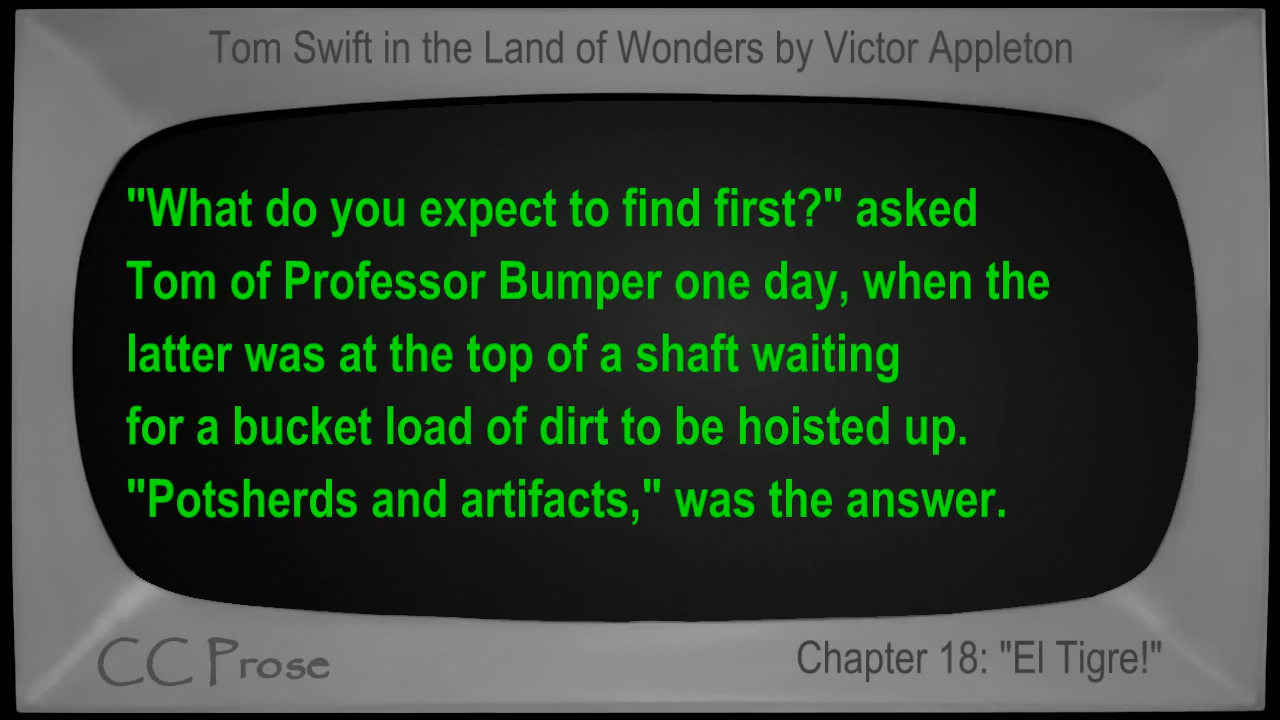 Tom Swift in the Land of Wonders by Victor Appleton
"What do you expect to find first?" asked
Tom of Professor Bumper one day, when the
latter was at the top of a shaft waiting
for a bucket load of dirt to be hoisted up.
"Potsherds and artifacts," was the answer.
CC Prose
Chapter 18: "El Tigre!"